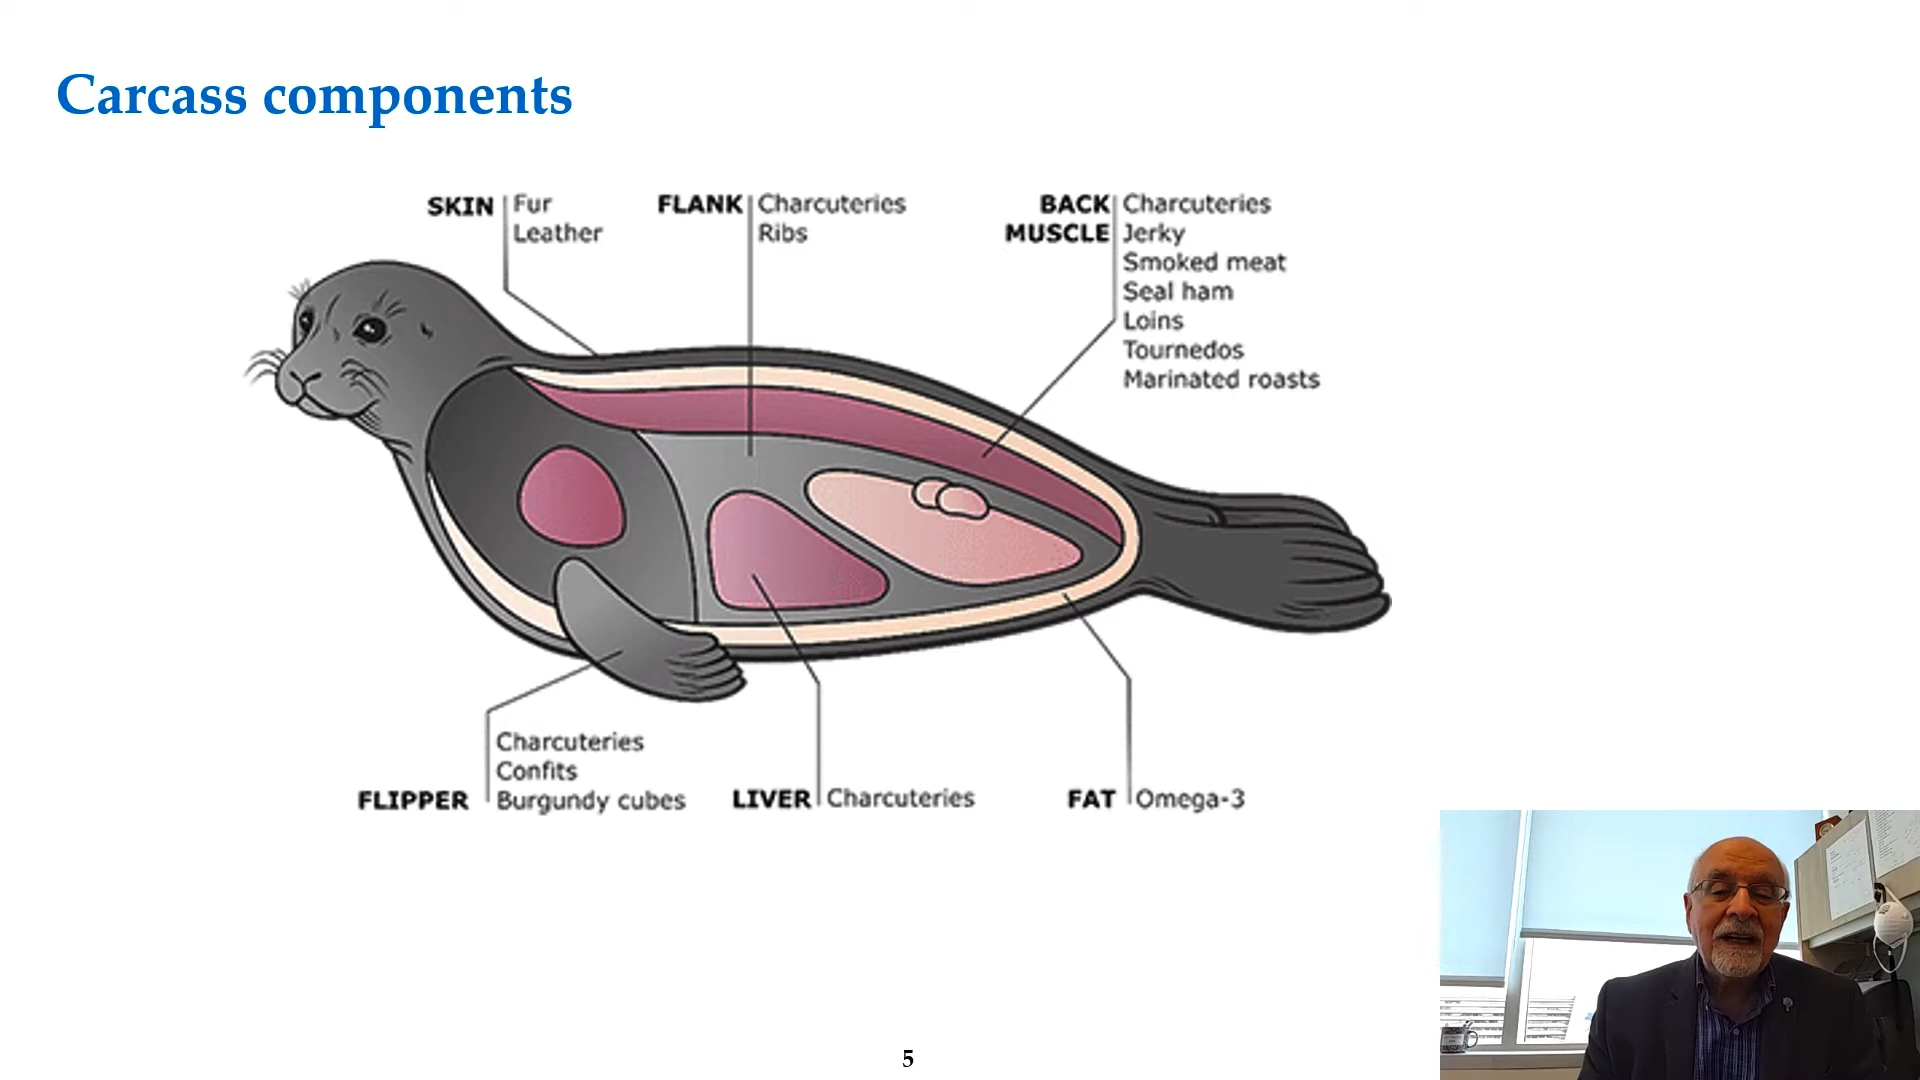 Carcass components
SKIN
Fur
Leather
FLANK
Charcuteries
Ribs
BACK
MUSCLE
Charcuteries
Jerky
Smoked meat
Seal ham
Loins
Tournedos
Marinated roasts
FLIPPER
Charcuteries
Confits
Burgundy cubes
LIVER
Charcuteries
FAT
Omega-3
5